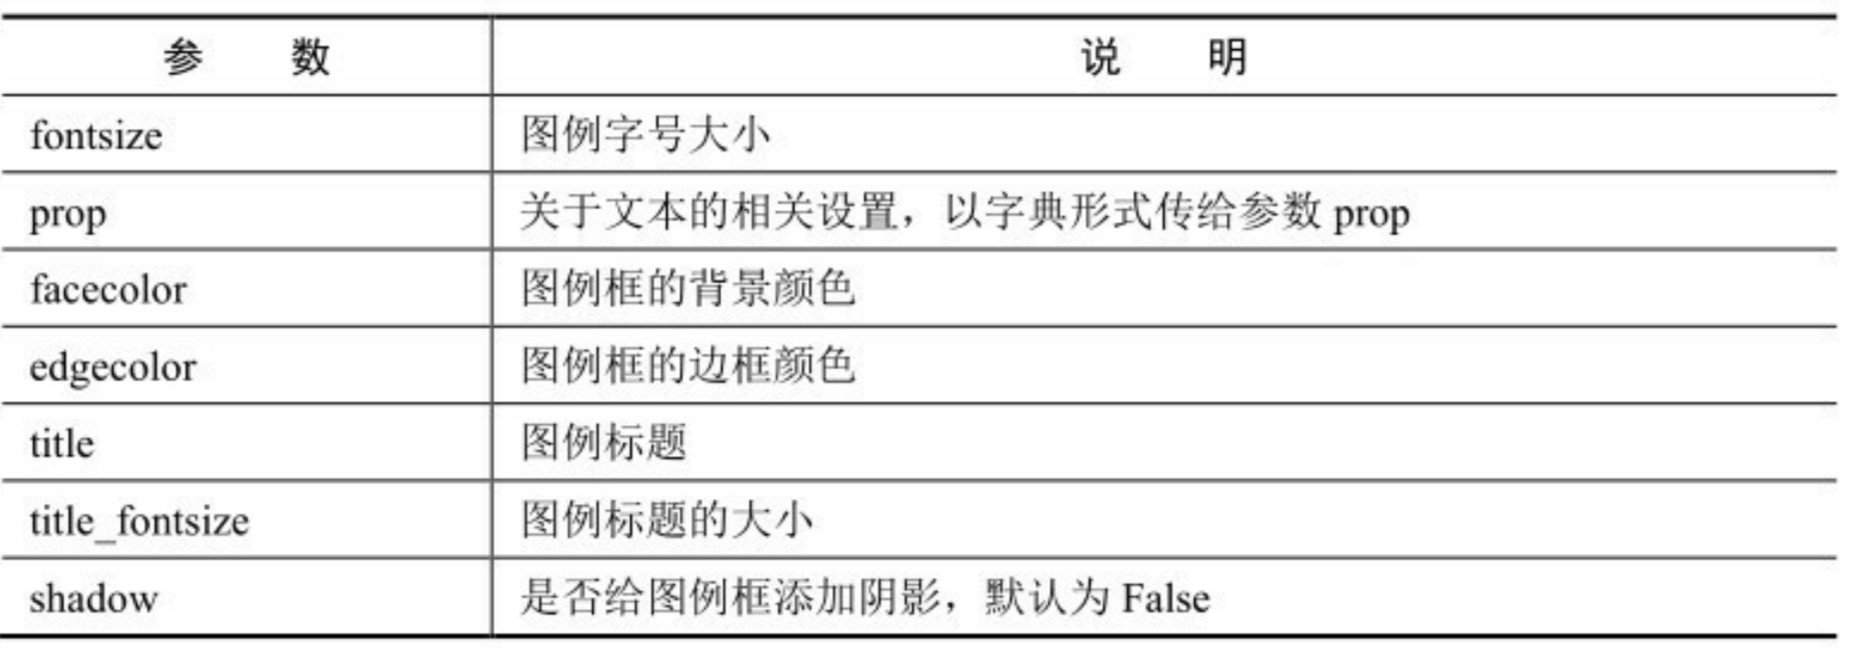 参 数 说 明
fontsize 图例字号大小
prop 关于文本的相关设置，以字典形式传给参数 prop
facecolor 图例框的背景颜色
edgecolor 图例框的边框颜色
title 图例标题
title_fontsize 图例标题的大小
shadow 是否给图例框添加阴影，默认为 False